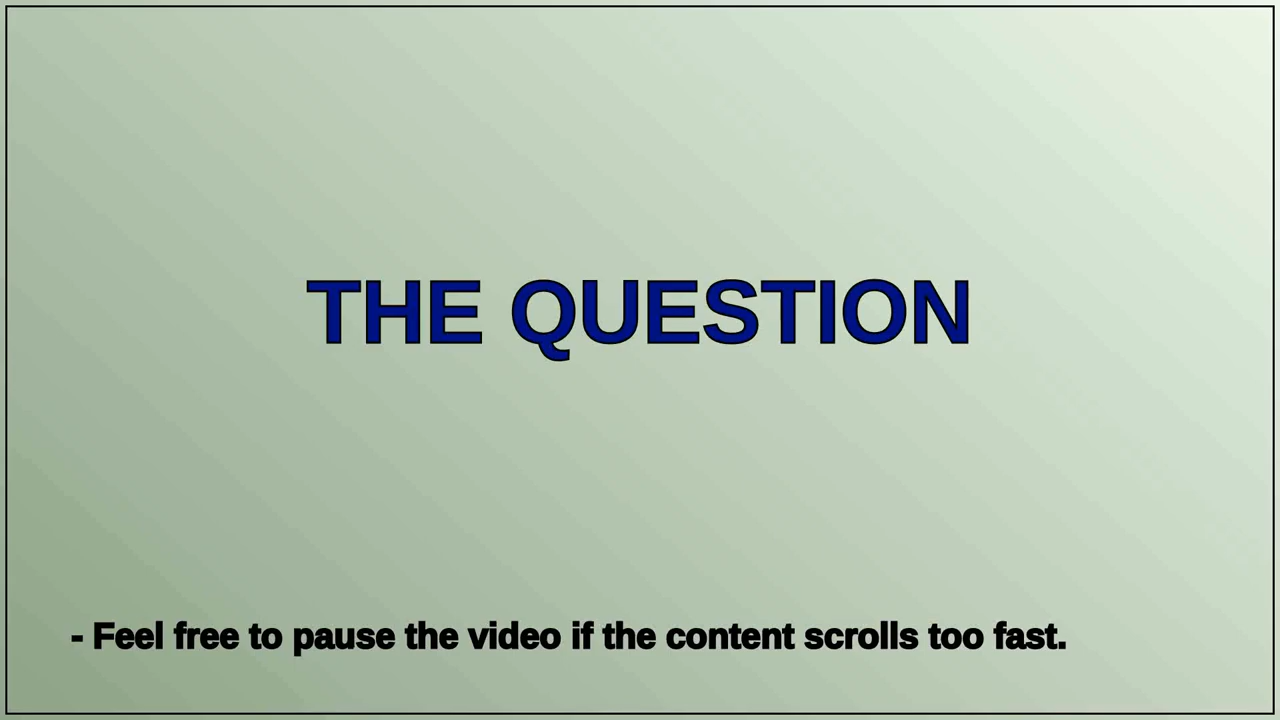 THE QUESTION
- Feel free to pause the video if the content scrolls too fast.